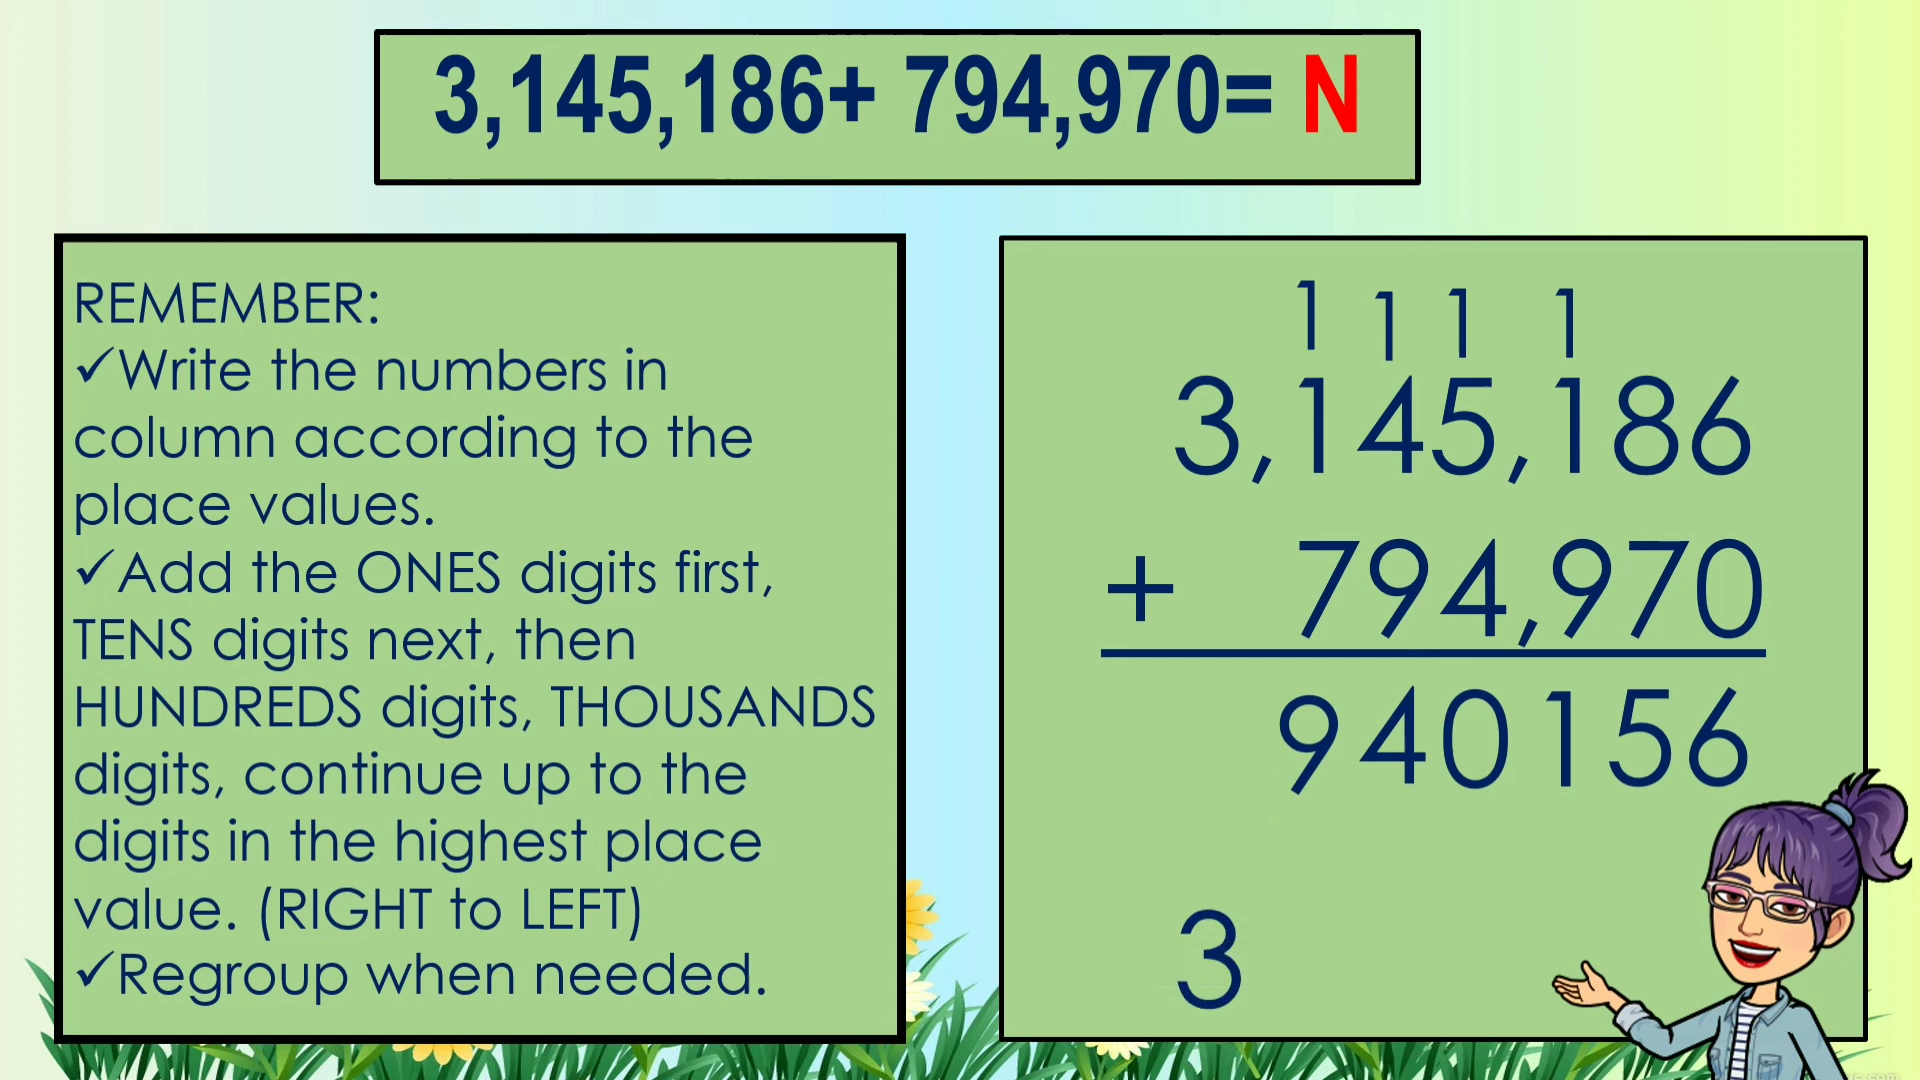 3,145,186+ 794,970= N
REMEMBER:
✓Write the numbers in
column according to the
place values.
✓Add the ONES digits first,
TENS digits next, then
HUNDREDS digits, THOUSANDS
digits, continue up to the
digits in the highest place
value. (RIGHT to LEFT)
✓Regroup when needed.
1 1 1 1
3,145,186
+ 794,970
940156
3